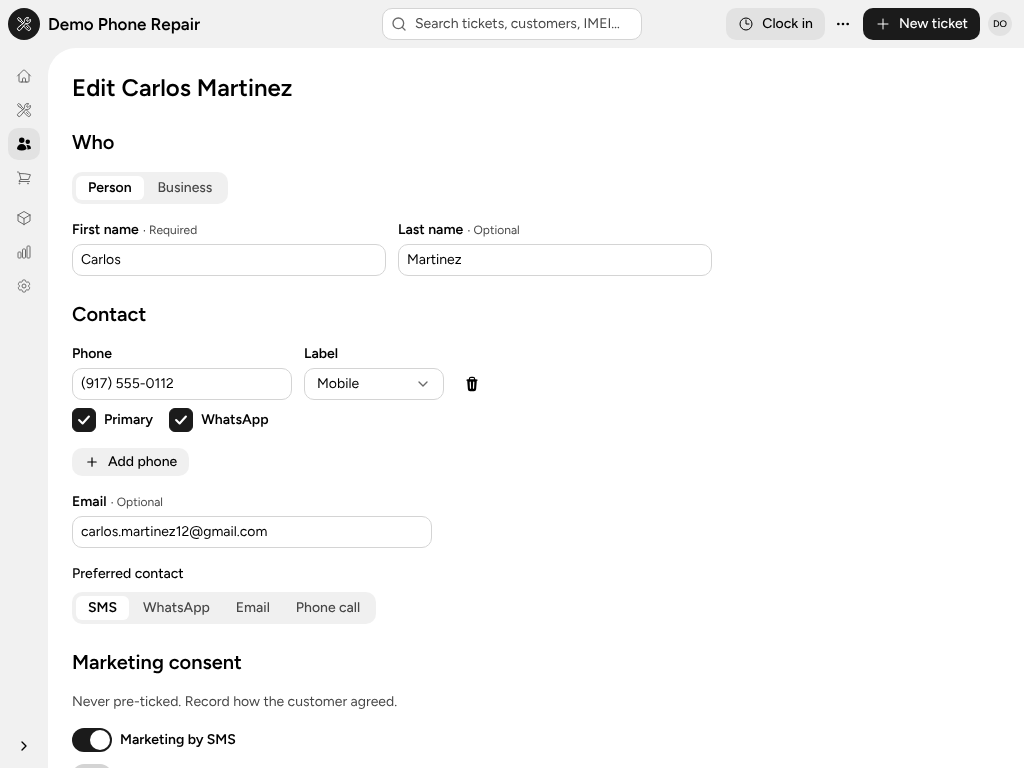 Demo Phone Repair
Search tickets, customers, IMEI...
Clock in
New ticket
DO
Edit Carlos Martinez
Who
Person Business
First name · Required
Last name · Optional
Carlos
Martinez
Contact
Phone
Label
(917) 555-0112
Mobile
Primary
WhatsApp
Add phone
Email · Optional
carlos.martinez12@gmail.com
Preferred contact
SMS WhatsApp Email Phone call
Marketing consent
Never pre-ticked. Record how the customer agreed.
Marketing by SMS